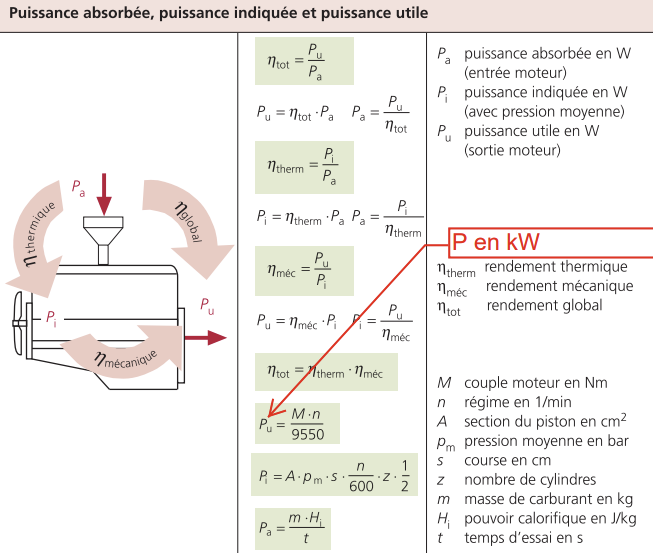 Puissance absorbée, puissance indiquée et puissance utile
P_a
η_thermique
η_global
P_i
P_u
η_mécanique
η_tot = P_u / P_a
P_u = η_tot · P_a   P_a = P_u / η_tot
η_therm = P_i / P_a
P_i = η_therm · P_a   P_a = P_i / η_therm
η_méc = P_u / P_i
P_u = η_méc · P_i   P_i = P_u / η_méc
η_tot = η_therm · η_méc
P_u = M · n / 9550
P_i = A · p_m · s · n / 600 · z · 1 / 2
P_a = m · H_i / t
P_a puissance absorbée en W
(entrée moteur)
P_i puissance indiquée en W
(avec pression moyenne)
P_u puissance utile en W
(sortie moteur)
P en kW
η_therm rendement thermique
η_méc rendement mécanique
η_tot rendement global
M couple moteur en Nm
n régime en 1/min
A section du piston en cm²
p_m pression moyenne en bar
s course en cm
z nombre de cylindres
m masse de carburant en kg
H_i pouvoir calorifique en J/kg
t temps d'essai en s